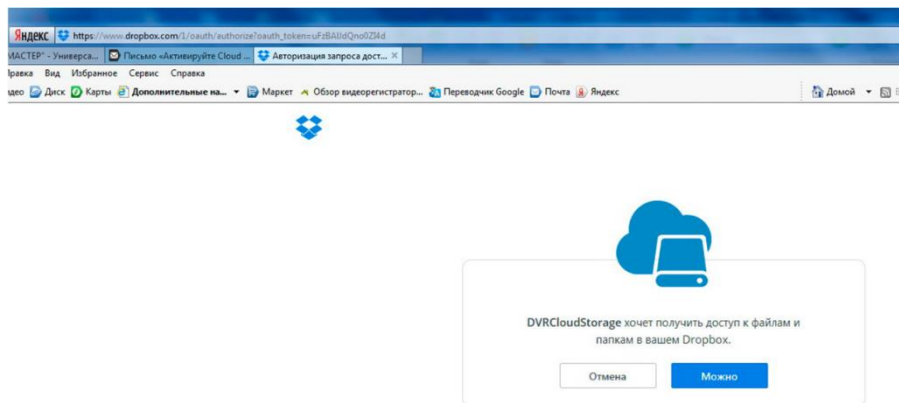 Яндекс https://www.dropbox.com/1/oauth/authorize?oauth_token=uFzBAUdQno0ZI4d
МАСТЕР" - Универса... Письмо «Активируйте Cloud ... Авторизация запроса дост... ×
Правка Вид Избранное Сервис Справка
идео Диск Карты Дополнительные на... Маркет Обзор видеорегистратор... Переводчик Google Почта Яндекс Домой
DVRCloudStorage хочет получить доступ к файлам и
папкам в вашем Dropbox.
Отмена Можно